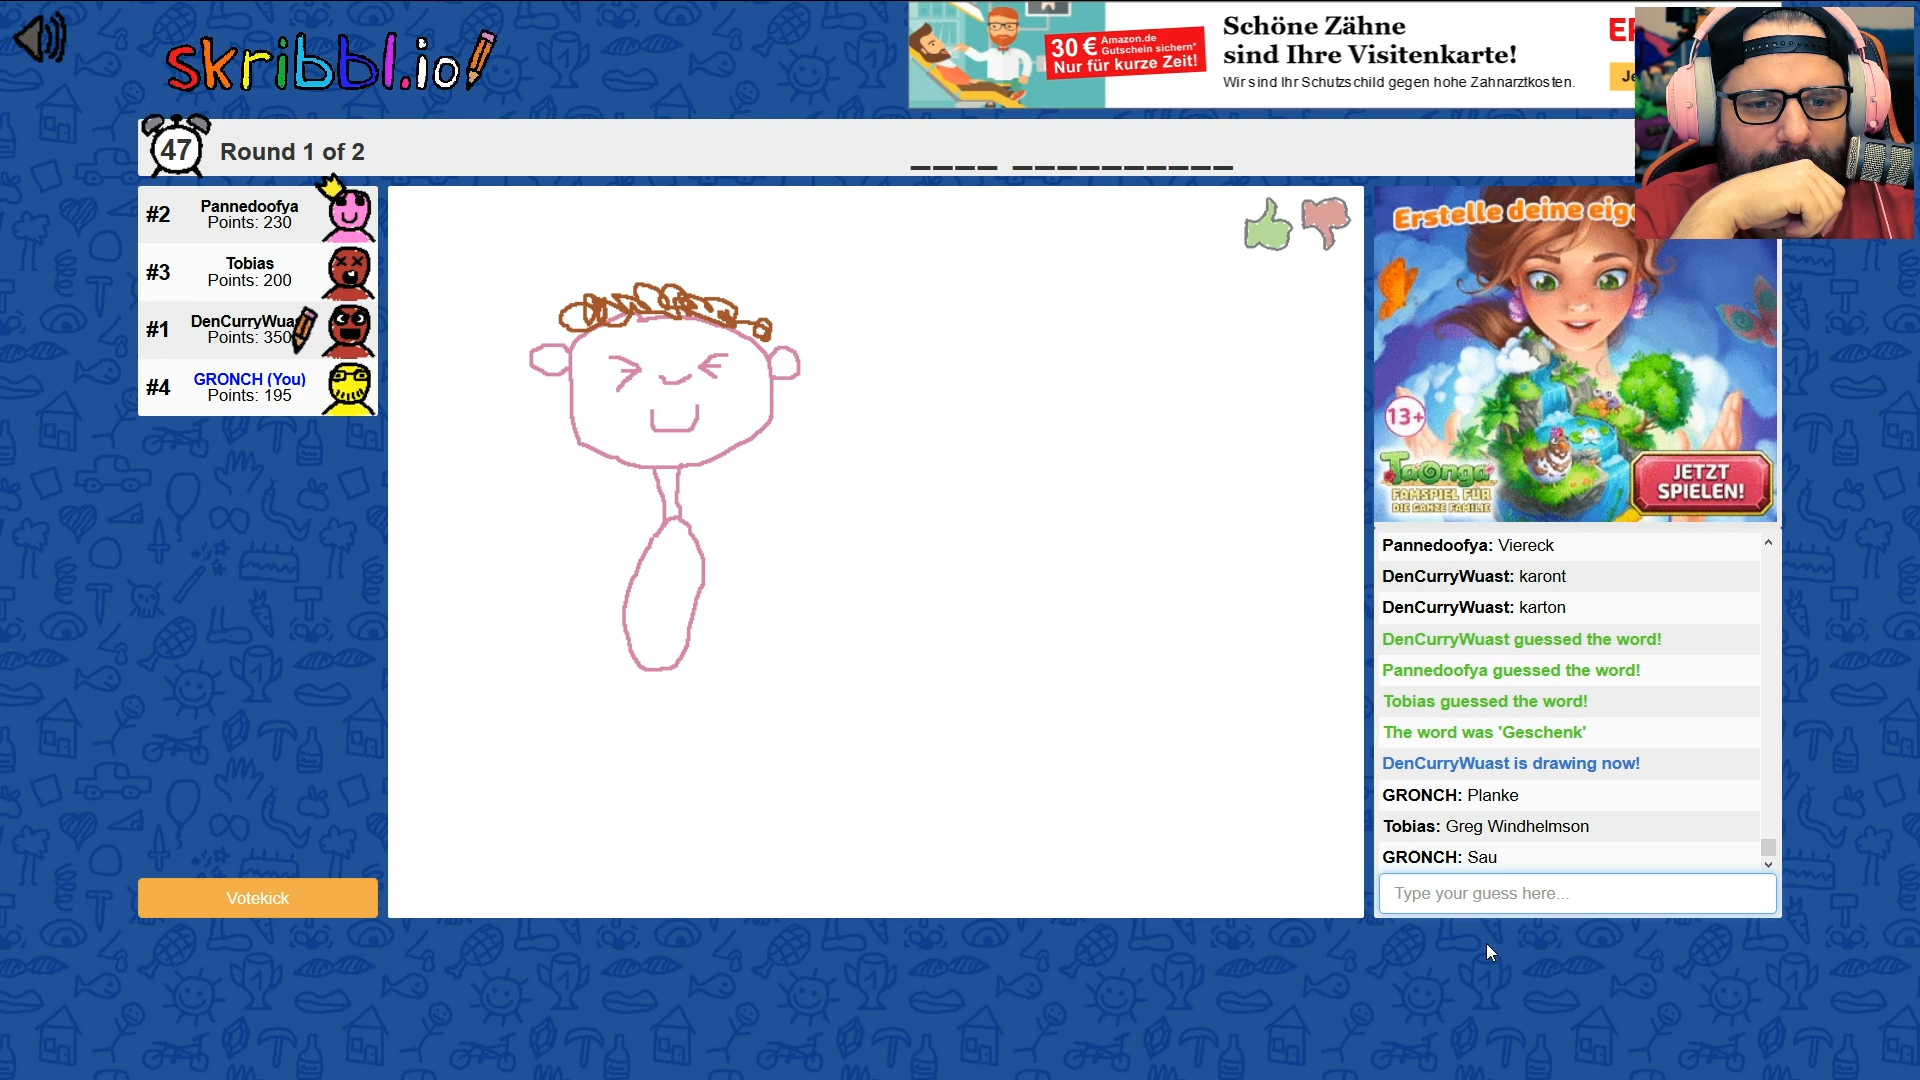 skribbl.io
30 € Amazon.de
Gutschein sichern*
Nur für kurze Zeit!
Schöne Zähne
sind Ihre Visitenkarte!
Wir sind Ihr Schutzschild gegen hohe Zahnarztkosten.
47
Round 1 of 2
____ __________
#2
Pannedoofya
Points: 230
#3
Tobias
Points: 200
#1
DenCurryWuas
Points: 350
#4
GRONCH (You)
Points: 195
Votekick
Erstelle deine eige
13+
Taonga
FARMSPIEL FÜR
DIE GANZE FAMILIE
JETZT
SPIELEN!
Pannedoofya: Viereck
DenCurryWuast: karont
DenCurryWuast: karton
DenCurryWuast guessed the word!
Pannedoofya guessed the word!
Tobias guessed the word!
The word was 'Geschenk'
DenCurryWuast is drawing now!
GRONCH: Planke
Tobias: Greg Windhelmson
GRONCH: Sau
Type your guess here...